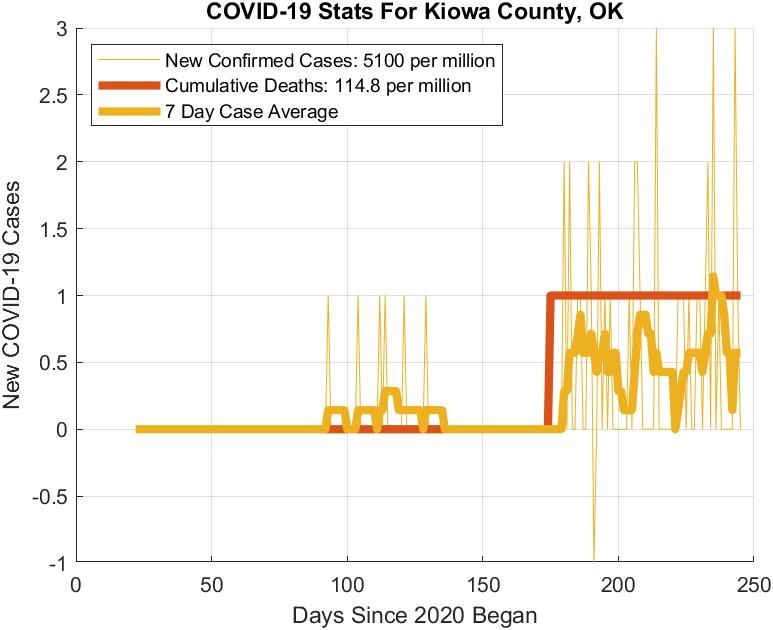 COVID-19 Stats For Kiowa County, OK
New Confirmed Cases: 5100 per million
Cumulative Deaths: 114.8 per million
7 Day Case Average
3
2.5
2
1.5
1
0.5
0
-0.5
-1
New COVID-19 Cases
0 50 100 150 200 250
Days Since 2020 Began